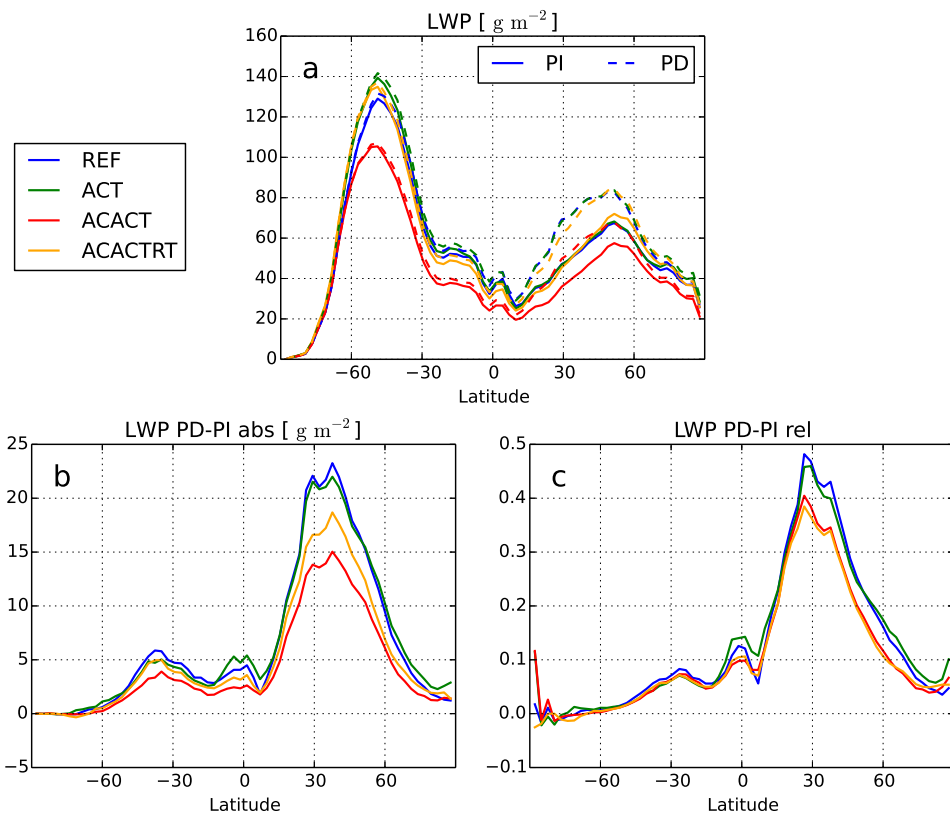 LWP [ g m−2 ]
160
140
120
100
80
60
40
20
0
a
PI PD
−60 −30 0 30 60
Latitude
REF
ACT
ACACT
ACACTRT
LWP PD-PI abs [ g m−2 ]
25
20
15
10
5
0
−5
b
−60 −30 0 30 60
Latitude
LWP PD-PI rel
0.5
0.4
0.3
0.2
0.1
0.0
−0.1
c
−60 −30 0 30 60
Latitude